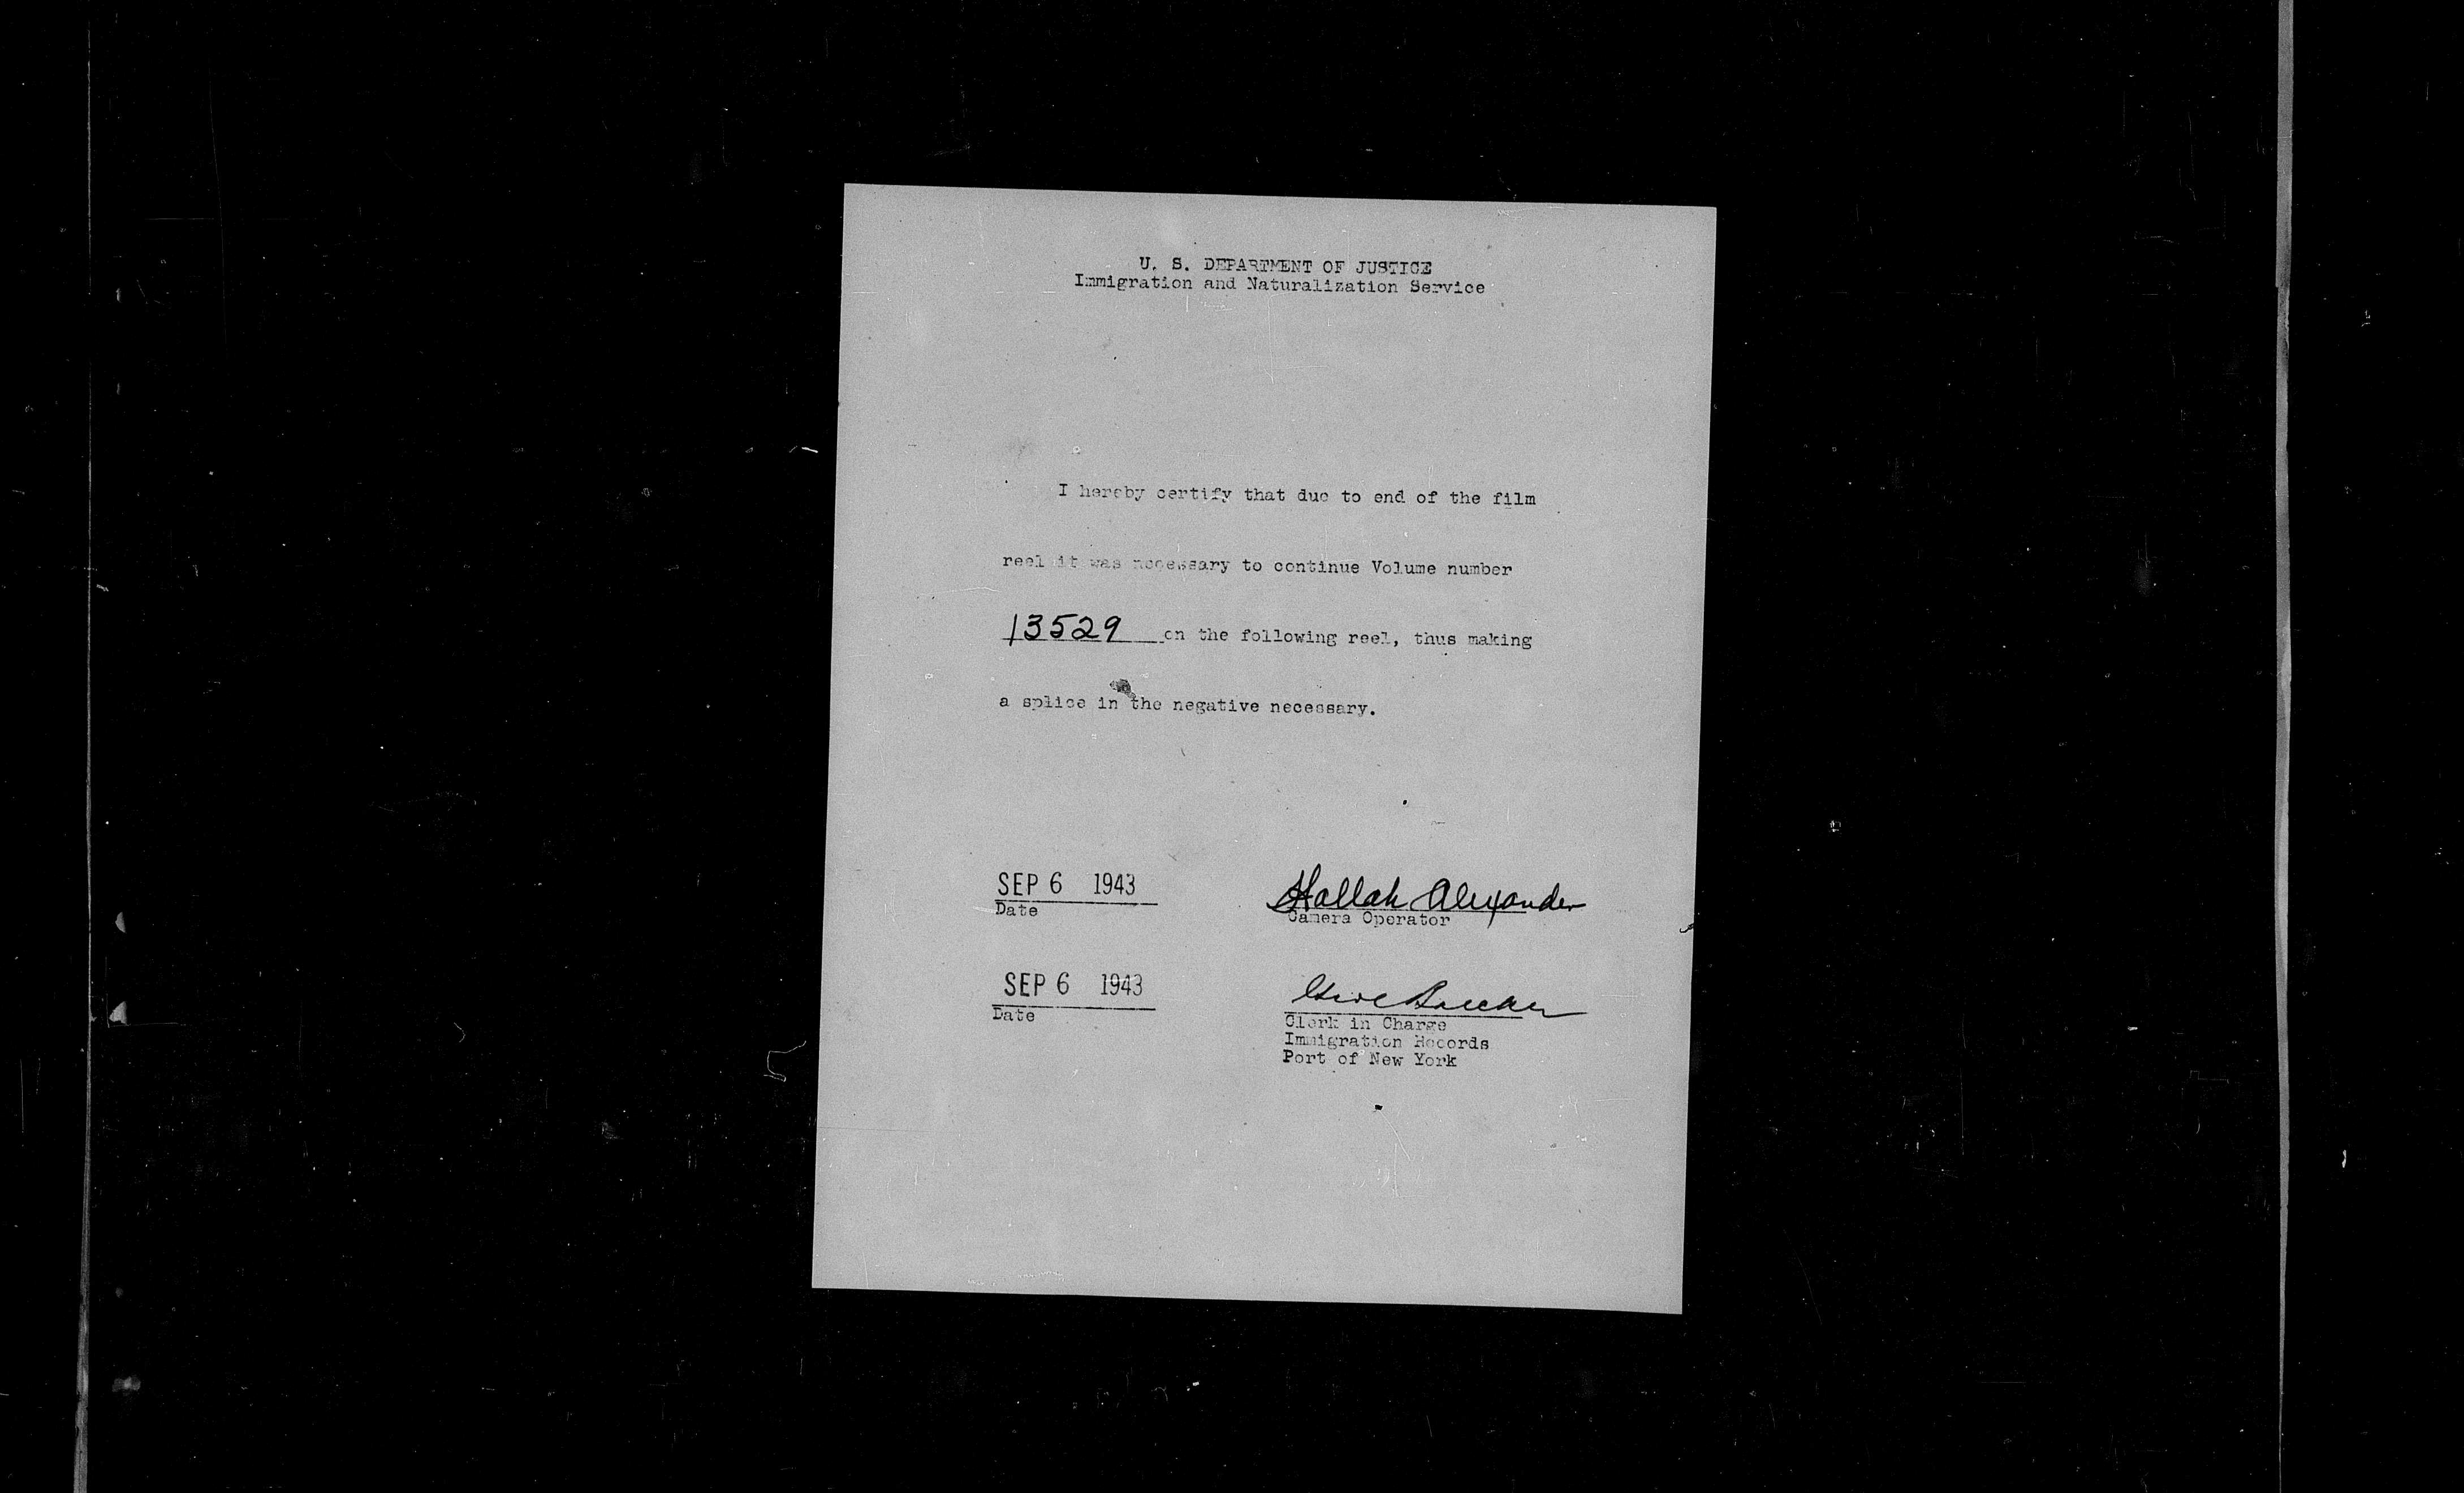 U. S. DEPARTMENT OF JUSTICE
Immigration and Naturalization Service
I hereby certify that due to end of the film
reel it was necessary to continue Volume number
13529 on the following reel, thus making
a splice in the negative necessary.
SEP 6 1943
Date
Hallah Alexander
Camera Operator
SEP 6 1943
Date
Clerk in Charge
Immigration Records
Port of New York